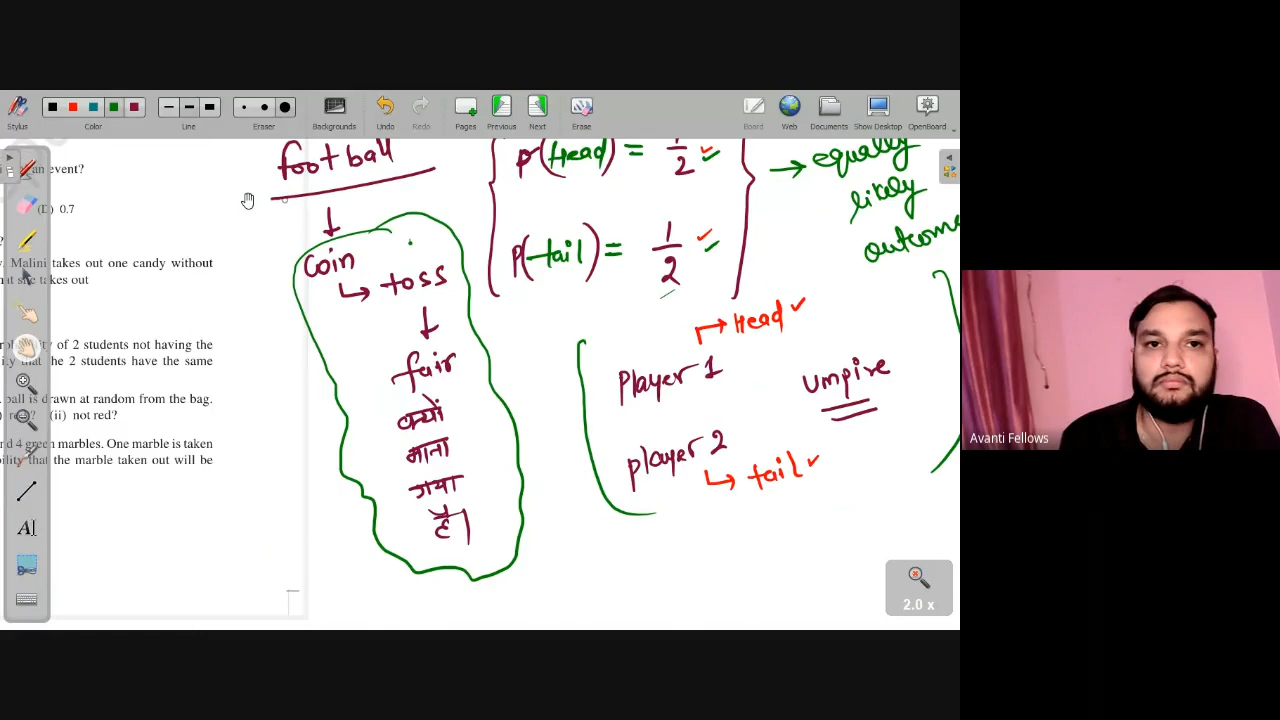 Stylus
Color
Line
Eraser
Backgrounds
Undo
Redo
Pages
Previous
Next
Erase
Board
Web
Documents
Show Desktop
OpenBoard
an event?
(D) 0.7
Malini takes out one candy without
takes out
of 2 students not having the
he 2 students have the same
ball is drawn at random from the bag.
(ii) not red?
d 4 green marbles. One marble is taken
that the marble taken out will be
football
Coin
toss
fair
क्यों
माना
गया
है।
P(Head) = 1/2
P(tail) = 1/2
equally
likely
outcome
Head
Player 1
Umpire
player 2
tail
2.0 x
Avanti Fellows